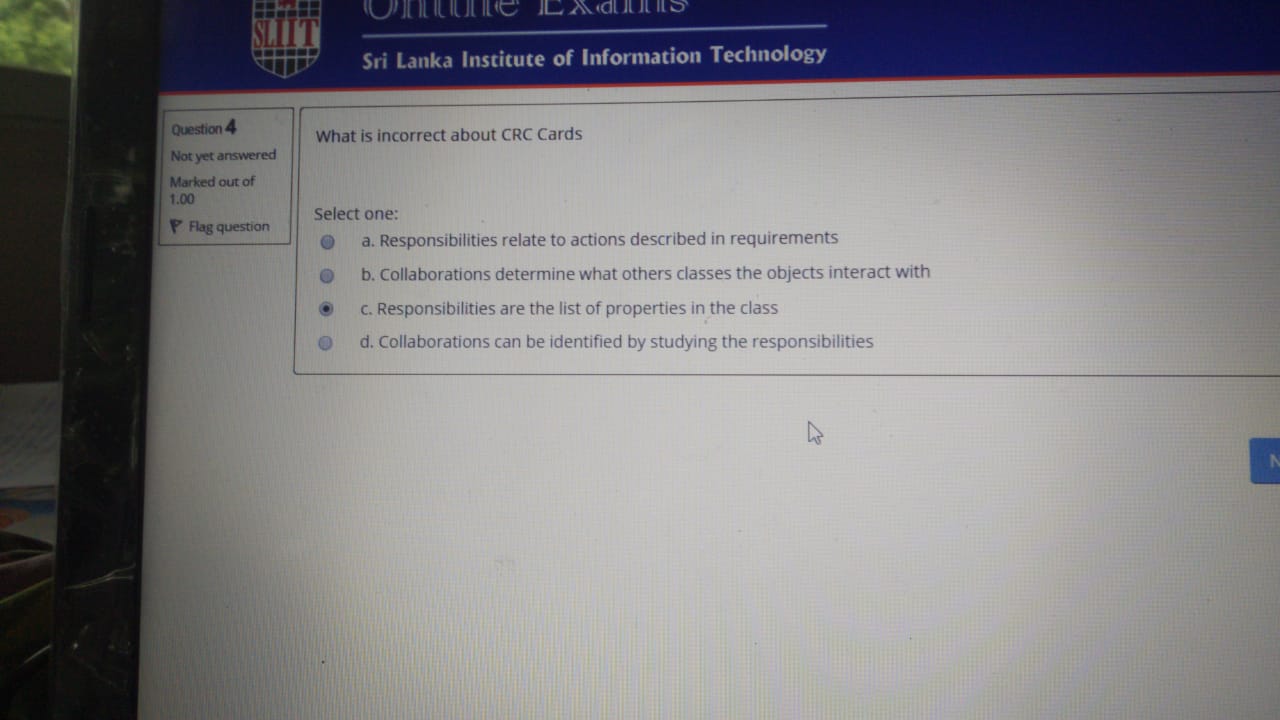 Online Exams
SLIIT
Sri Lanka Institute of Information Technology
Question 4
Not yet answered
Marked out of
1.00
Flag question
What is incorrect about CRC Cards
Select one:
a. Responsibilities relate to actions described in requirements
b. Collaborations determine what others classes the objects interact with
c. Responsibilities are the list of properties in the class
d. Collaborations can be identified by studying the responsibilities